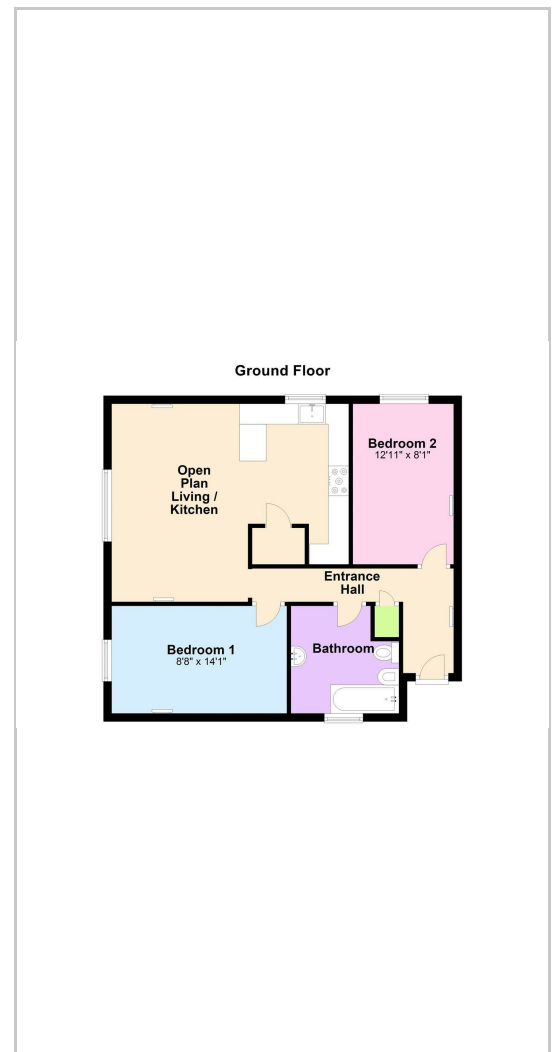 Ground Floor
Bedroom 2
12'11" x 8'1"
Open
Plan
Living /
Kitchen
Entrance
Hall
Bedroom 1
8'8" x 14'1"
Bathroom